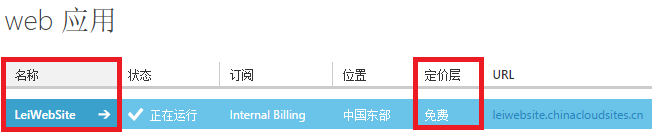 web 应用
名称 状态 订阅 位置 定价层 URL
LeiWebSite → ✓ 正在运行 Internal Billing 中国东部 免费 leiwebsite.chinacloudsites.cn